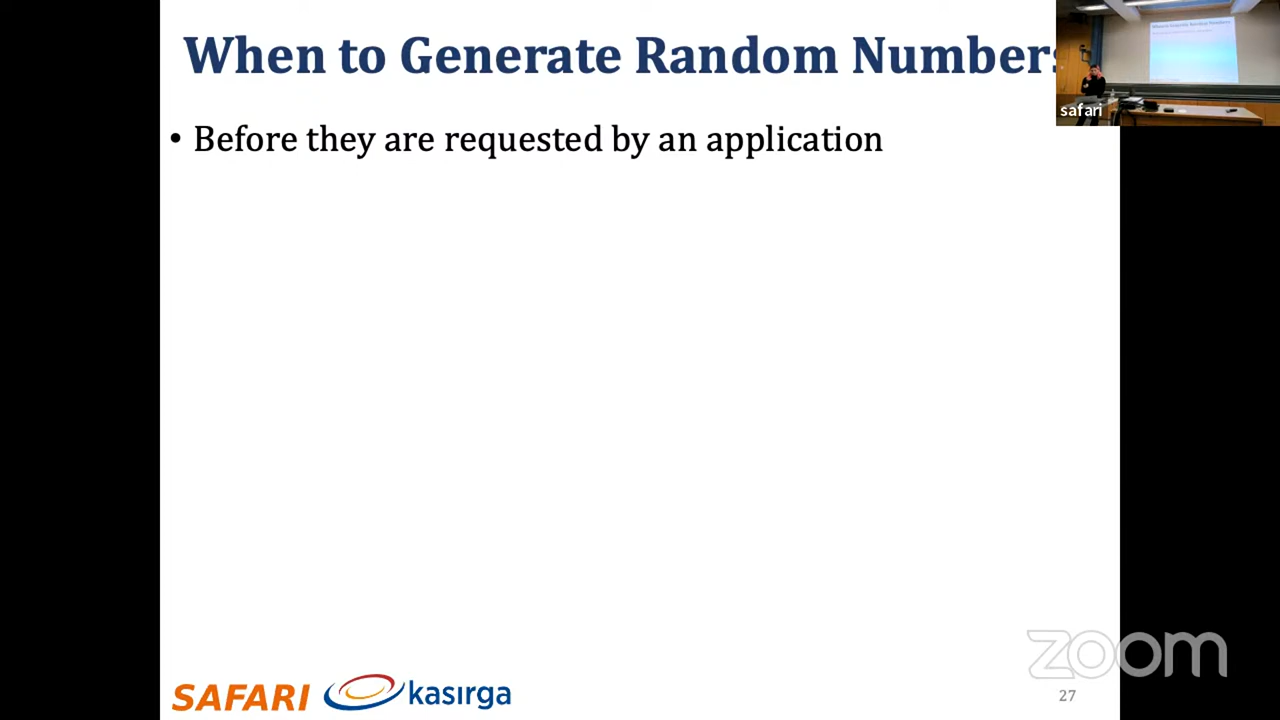 When to Generate Random Numbers
• Before they are requested by an application
safari
SAFARI
kasırga
zoom
27